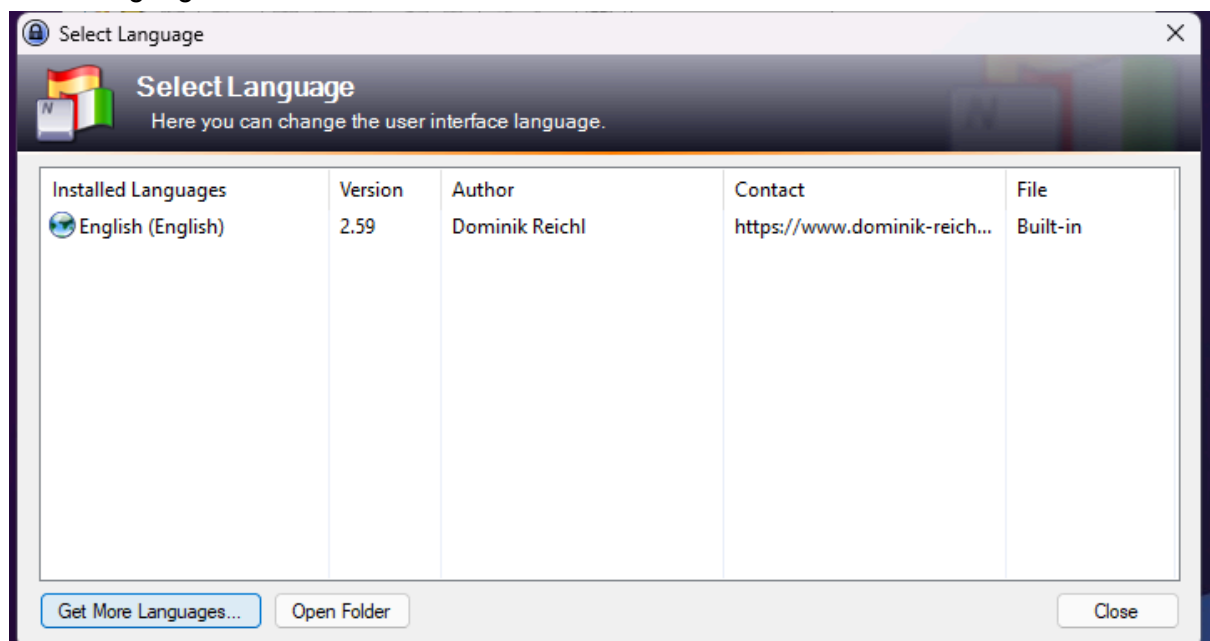 Select Language
Select Language
Here you can change the user interface language.
Installed Languages Version Author Contact File
English (English) 2.59 Dominik Reichl https://www.dominik-reich... Built-in
Get More Languages... Open Folder Close